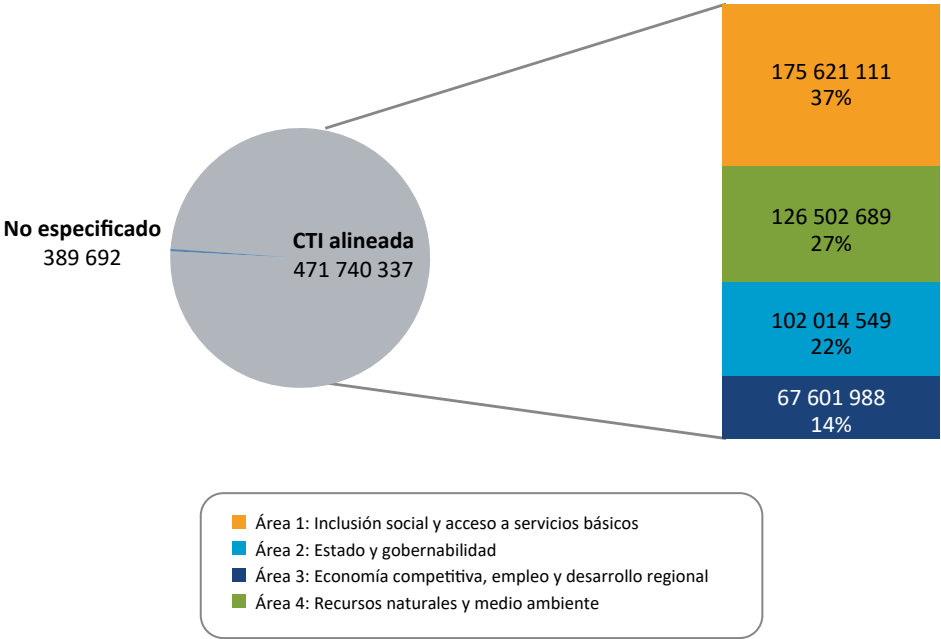 No especificado
389 692
CTI alineada
471 740 337
175 621 111
37%
126 502 689
27%
102 014 549
22%
67 601 988
14%
Área 1: Inclusión social y acceso a servicios básicos
Área 2: Estado y gobernabilidad
Área 3: Economía competitiva, empleo y desarrollo regional
Área 4: Recursos naturales y medio ambiente